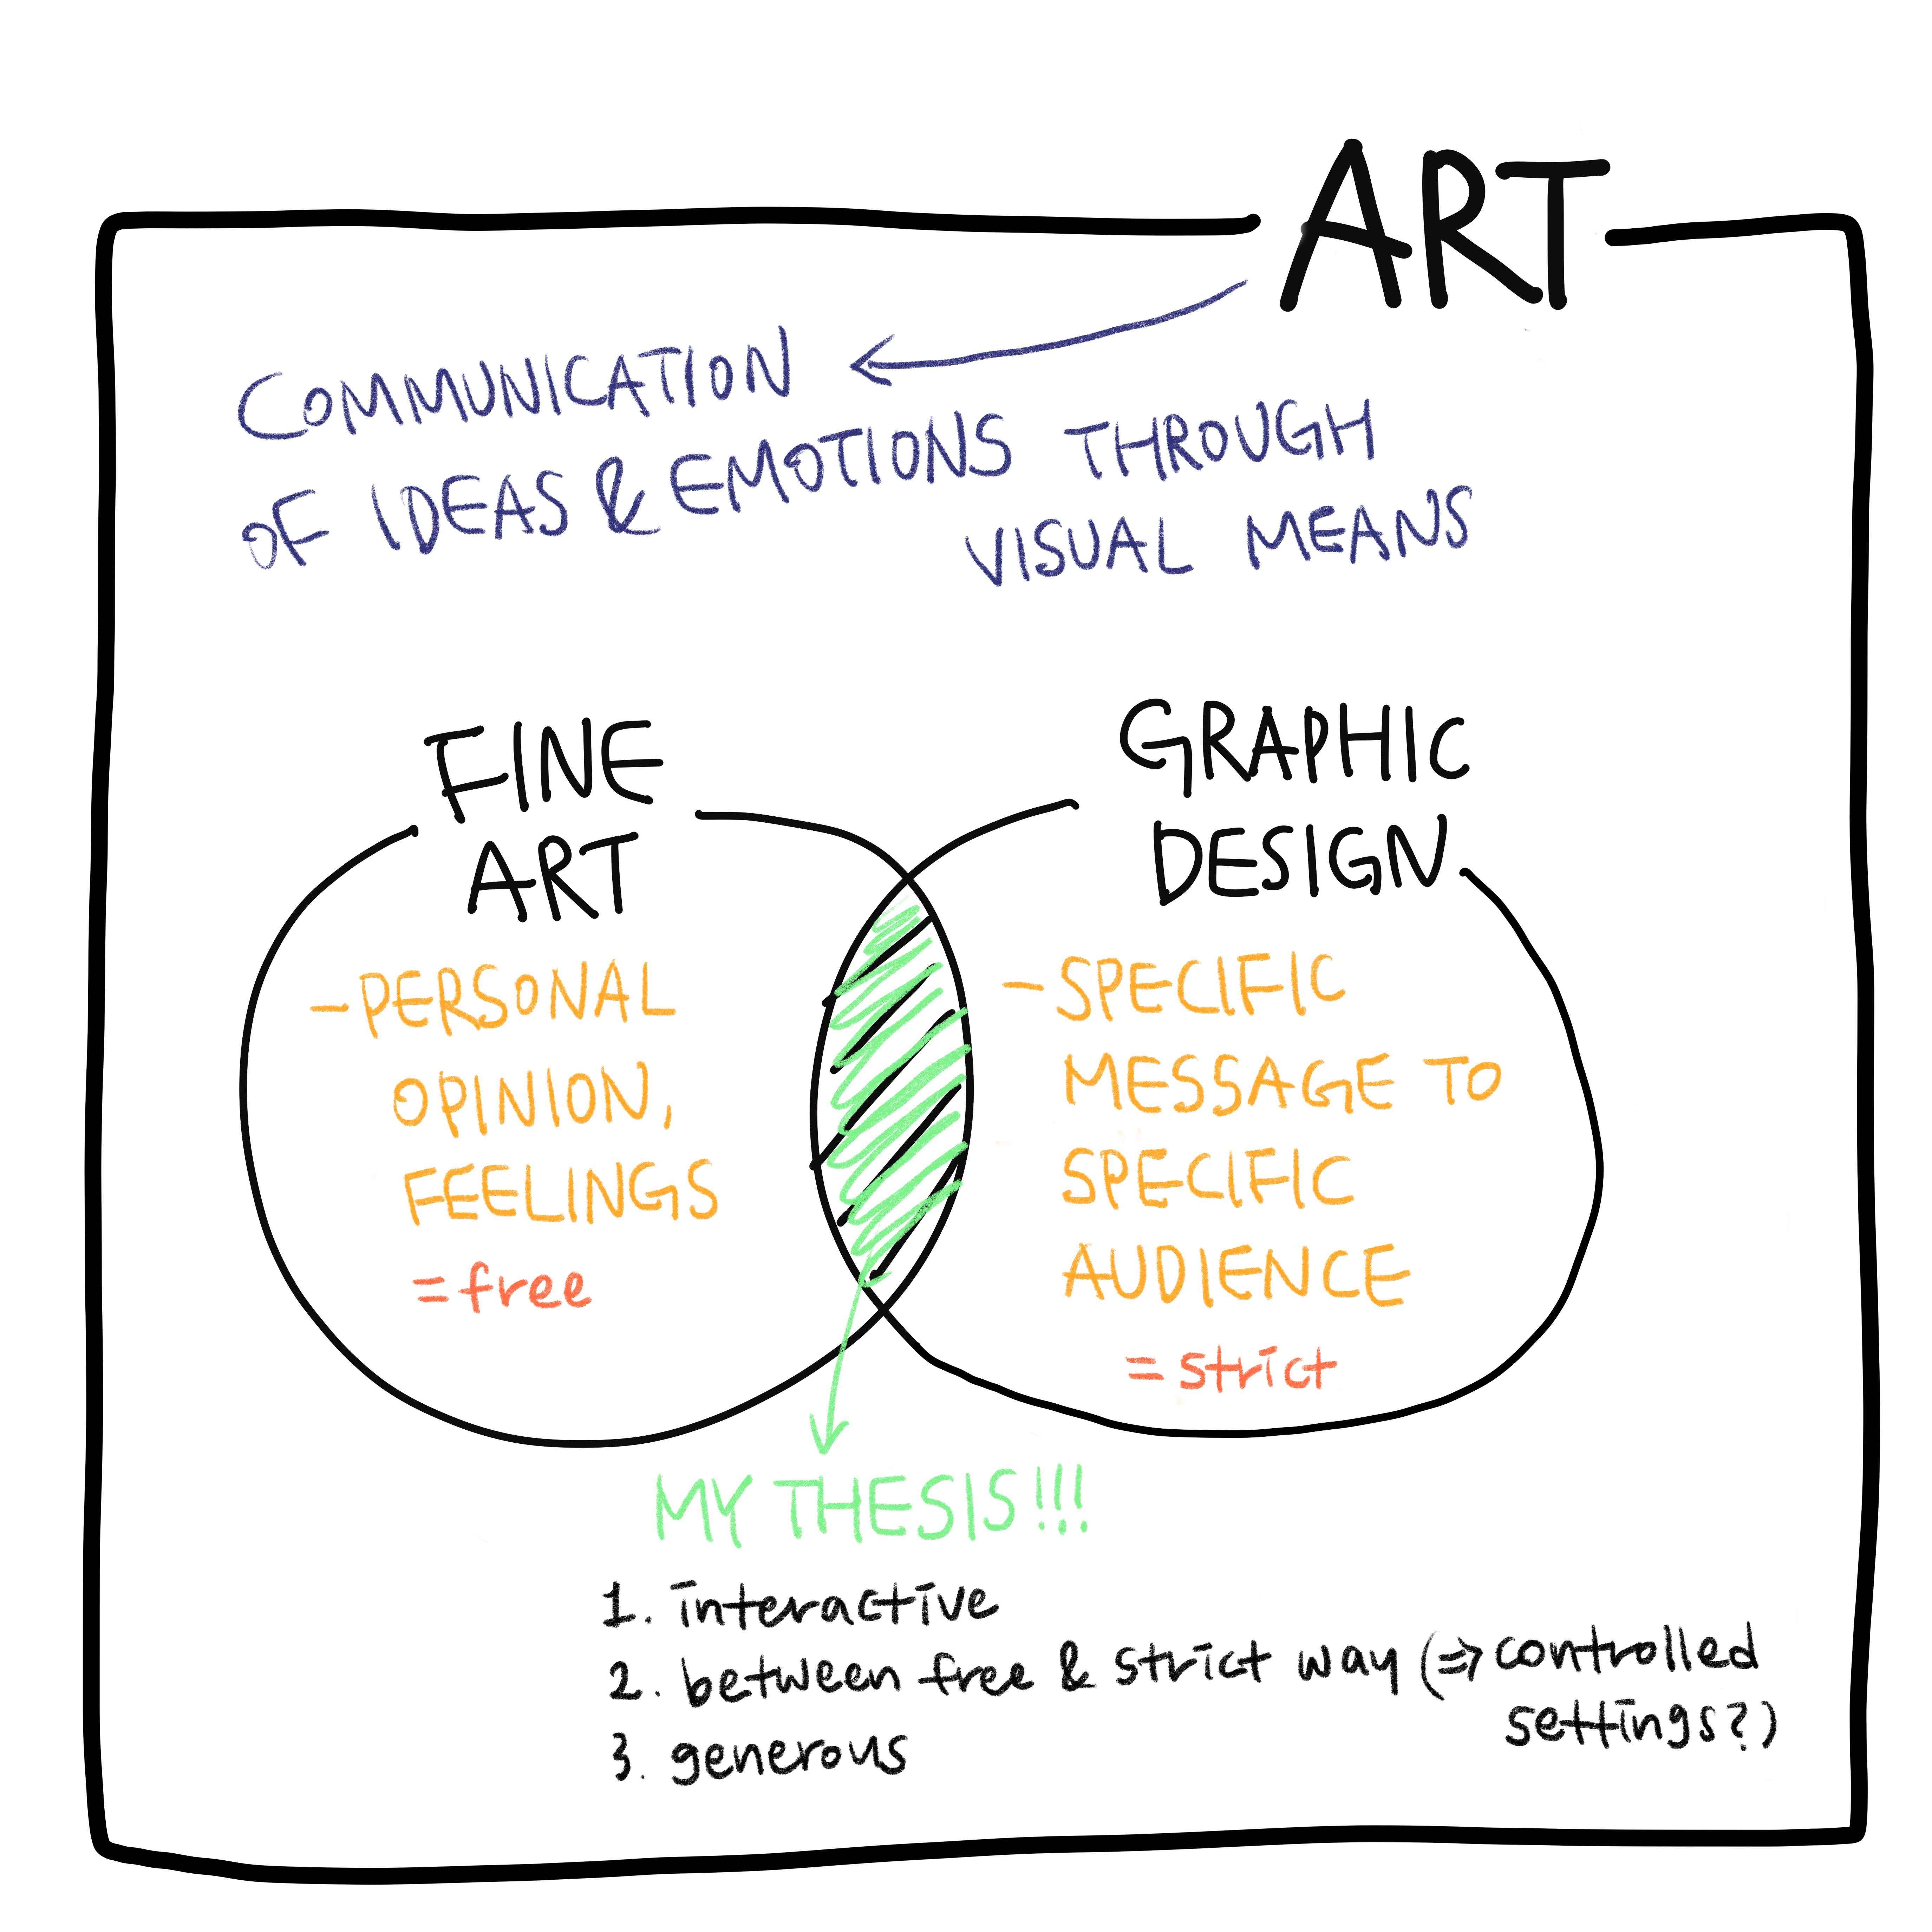 ART
COMMUNICATION
OF IDEAS & EMOTIONS THROUGH
VISUAL MEANS
FINE
ART
-PERSONAL
OPINION,
FEELINGS
=free
GRAPHIC
DESIGN
-SPECIFIC
MESSAGE TO
SPECIFIC
AUDIENCE
=strict
MY THESIS!!!
1. interactive
2. between free & strict way (=> controlled
settings?)
3. generous